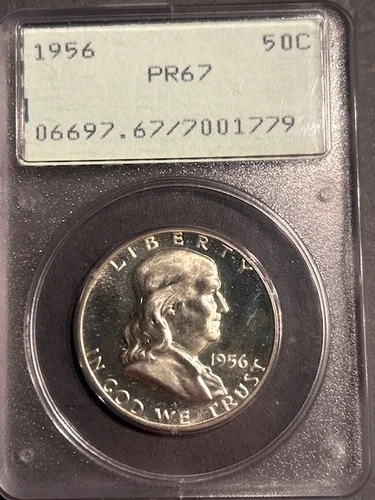 1956 50C
PR67
06697.67/7001779
LIBERTY
1956
IN GOD WE TRUST